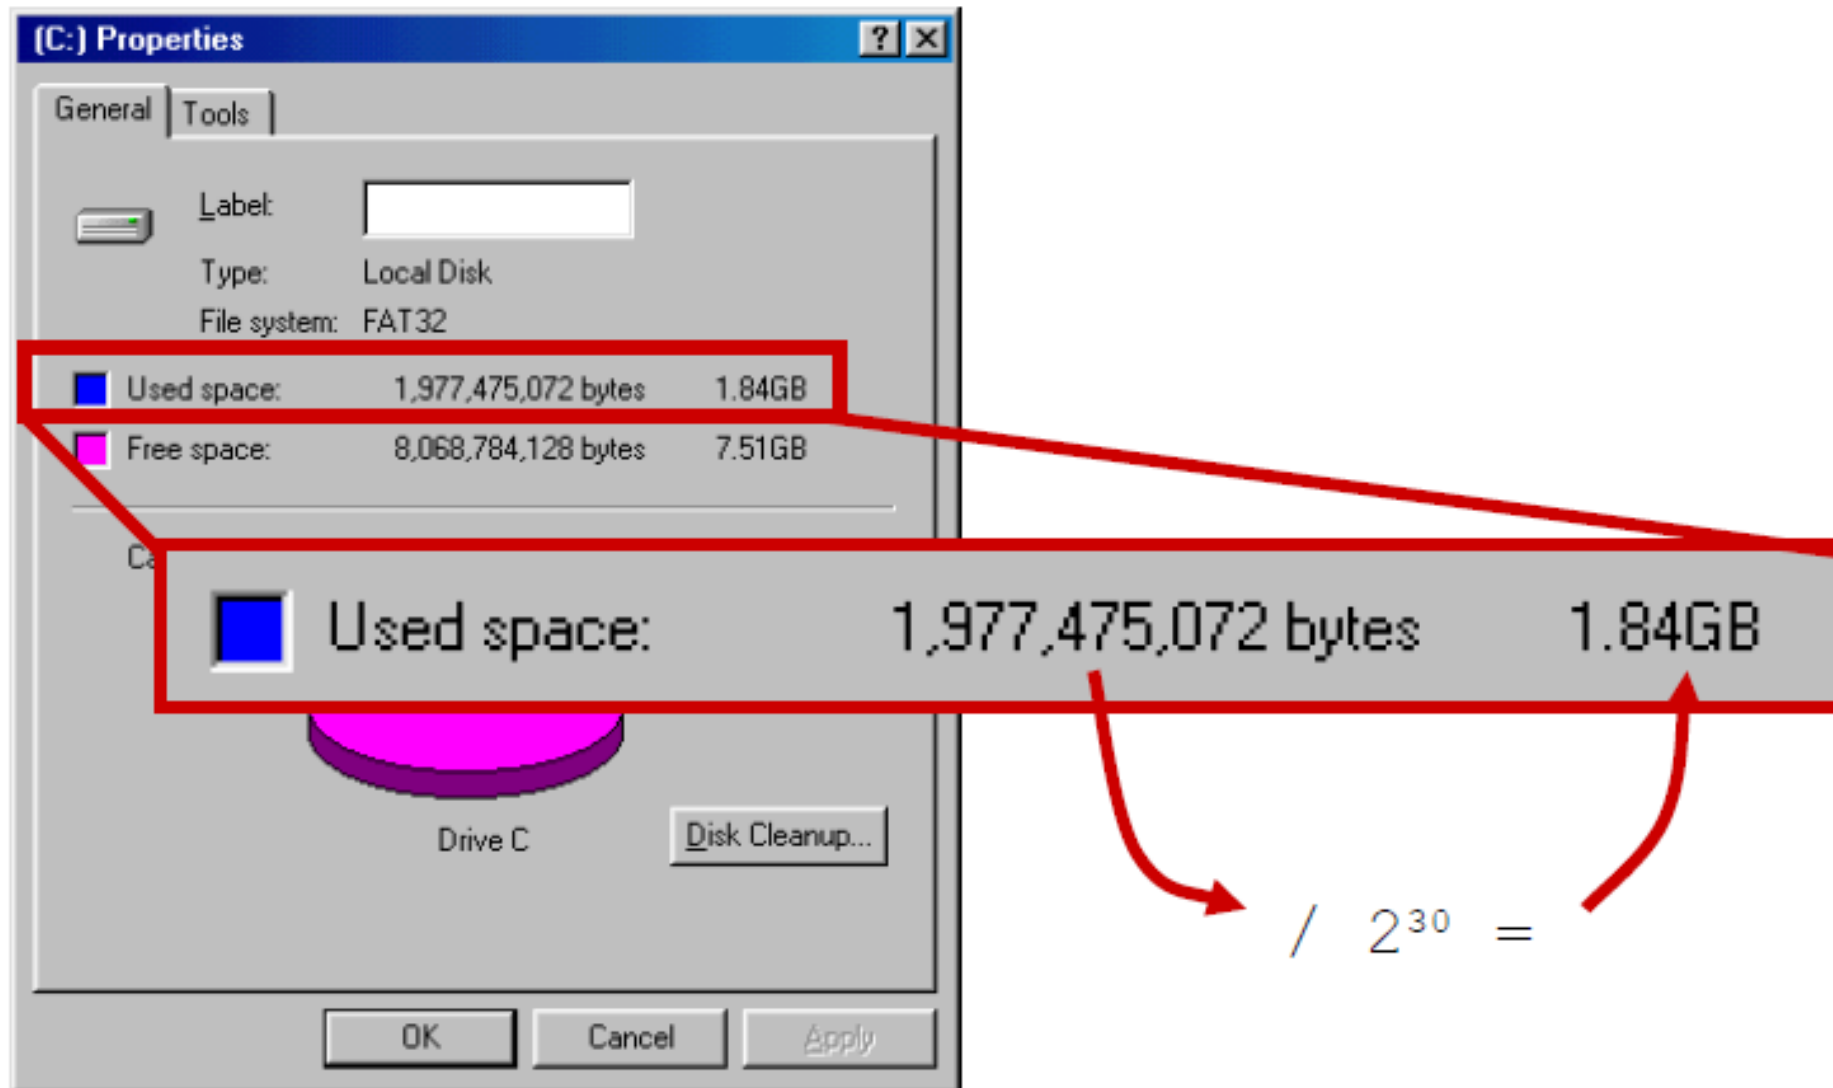 (C:) Properties
General Tools
Label:
Type: Local Disk
File system: FAT32
Used space: 1,977,475,072 bytes 1.84GB
Free space: 8,068,784,128 bytes 7.51GB
Ca
Used space: 1,977,475,072 bytes 1.84GB
Drive C Disk Cleanup...
/ 2³⁰ =
OK Cancel Apply